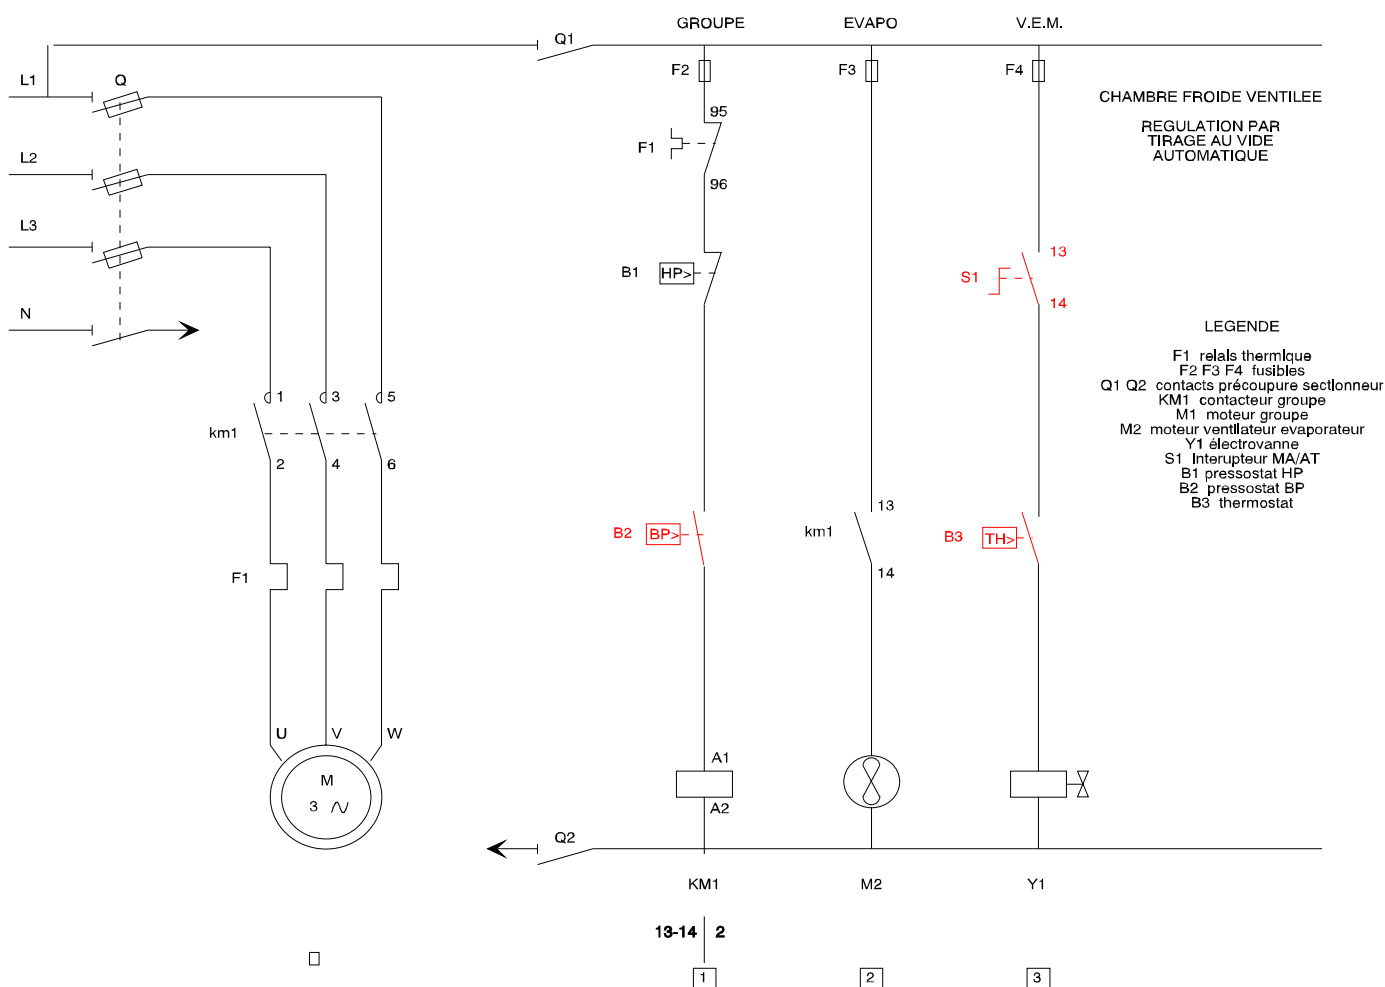 GROUPE EVAPO V.E.M.
Q1
L1 Q F2 F3 F4
CHAMBRE FROIDE VENTILEE
95
REGULATION PAR
TIRAGE AU VIDE
AUTOMATIQUE
F1
L2
96
L3
13
B1 HP> S1
14
N
LEGENDE
F1 relais thermique
F2 F3 F4 fusibles
Q1 Q2 contacts précoupure sectionneur
KM1 contacteur groupe
M1 moteur groupe
M2 moteur ventilateur evaporateur
Y1 électrovanne
S1 Interupteur MA/AT
B1 pressostat HP
B2 pressostat BP
B3 thermostat
1 3 5
km1
2 4 6
13
B2 BP> km1 B3 TH>
14
F1
U V W
A1
M
3
A2
Q2
KM1 M2 Y1
13-14 2
1 2 3